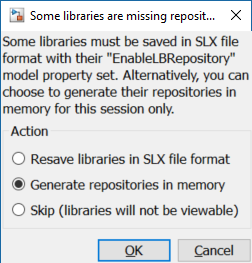 Some libraries are missing reposit...
Some libraries must be saved in SLX file
format with their "EnableLBRepository"
model property set. Alternatively, you can
choose to generate their repositories in
memory for this session only.
Action
Resave libraries in SLX file format
Generate repositories in memory
Skip (libraries will not be viewable)
OK
Cancel